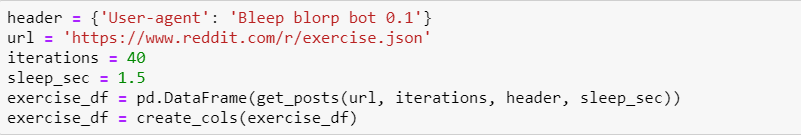 header = {'User-agent': 'Bleep blorp bot 0.1'}
url = 'https://www.reddit.com/r/exercise.json'
iterations = 40
sleep_sec = 1.5
exercise_df = pd.DataFrame(get_posts(url, iterations, header, sleep_sec))
exercise_df = create_cols(exercise_df)